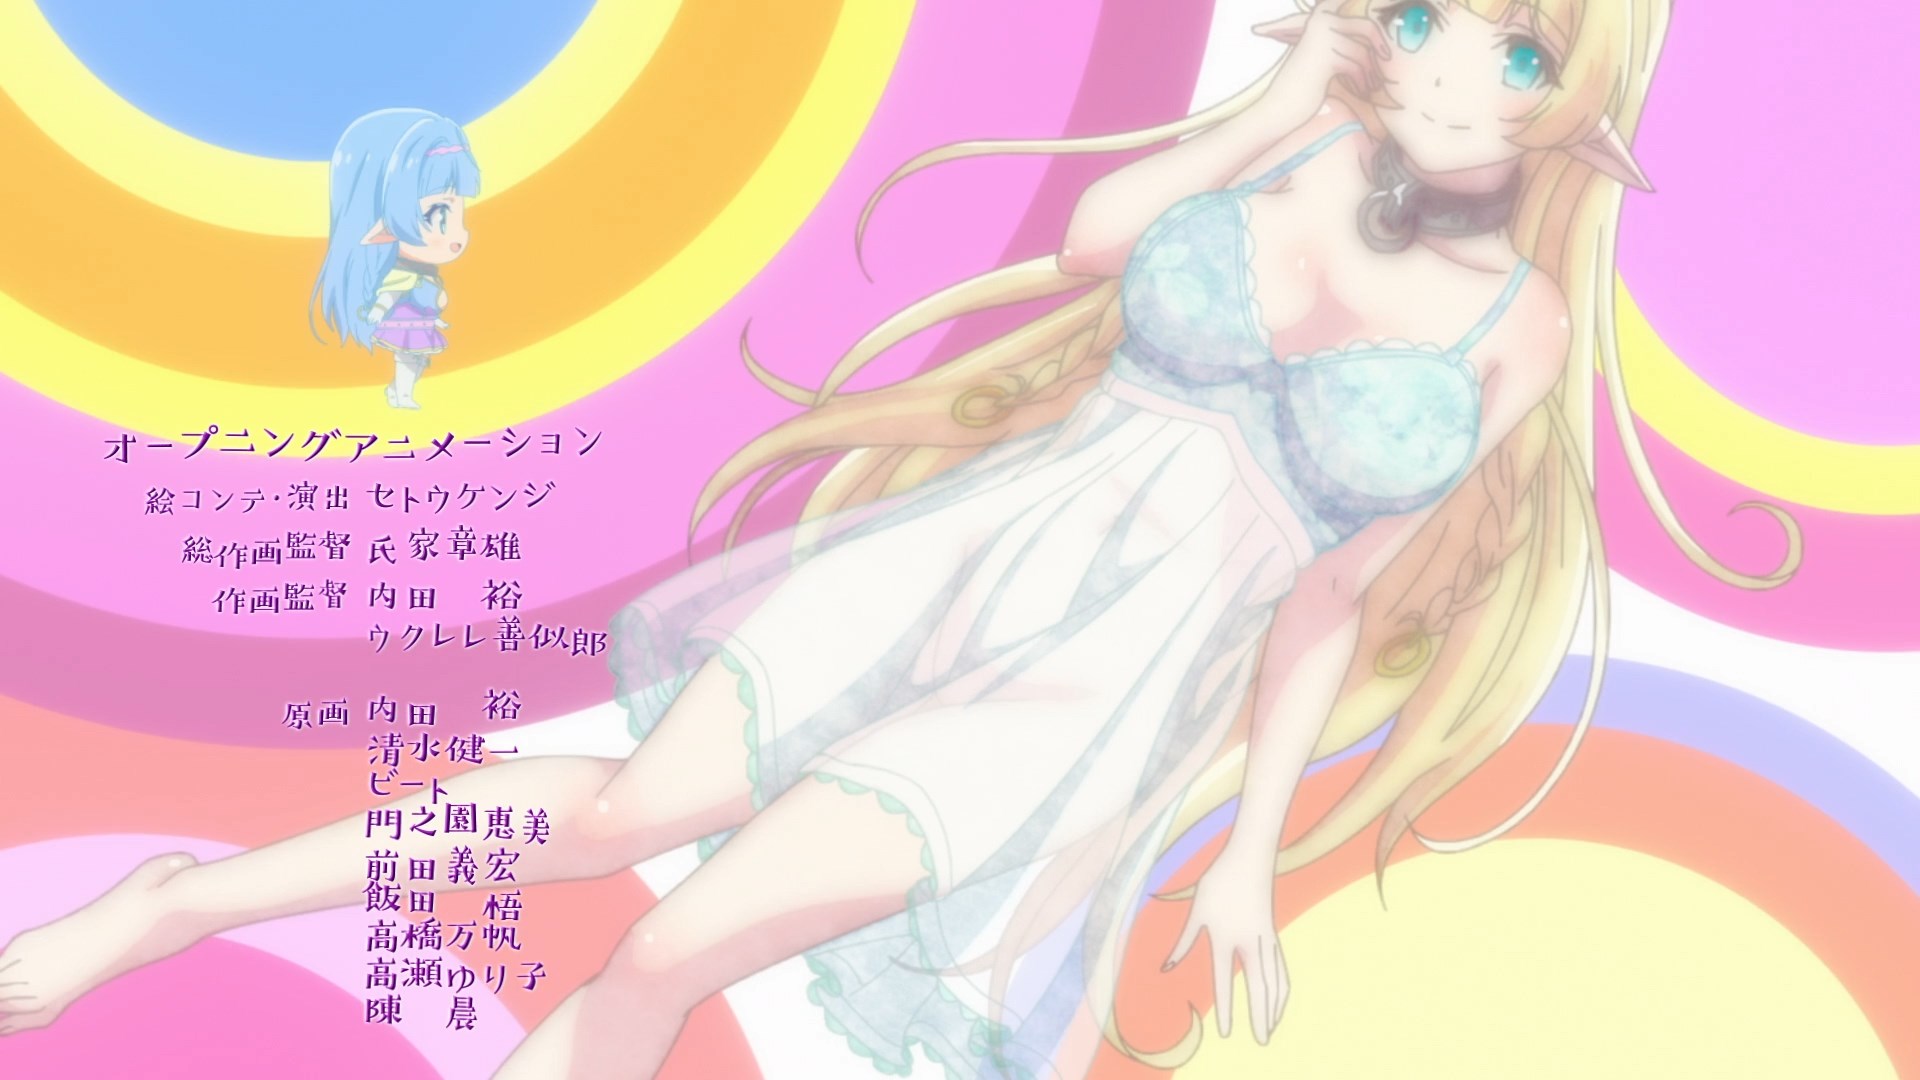 オープニングアニメーション
絵コンテ・演出 セトウケンジ
総作画監督 氏家章雄
作画監督 内田 裕
ウクレレ善似郎
原画 内田 裕
清水健一
ビート
門之園恵美
前田義宏
飯田 悟
高橋万帆
高瀬ゆり子
陳 晨